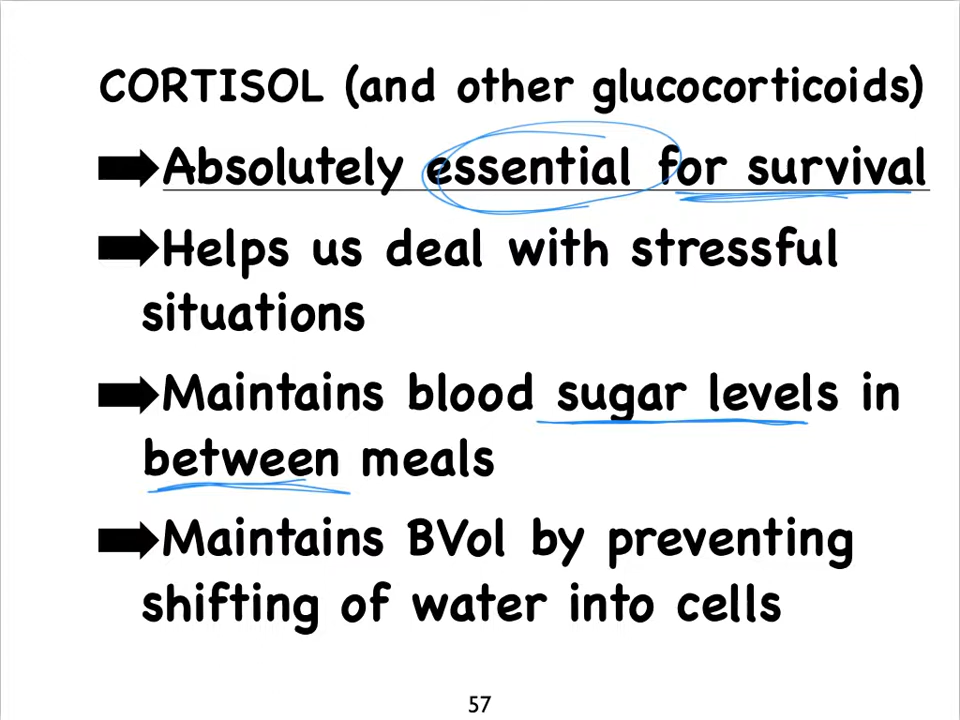 CORTISOL (and other glucocorticoids)
Absolutely essential for survival
Helps us deal with stressful
situations
Maintains blood sugar levels in
between meals
Maintains BVol by preventing
shifting of water into cells
57